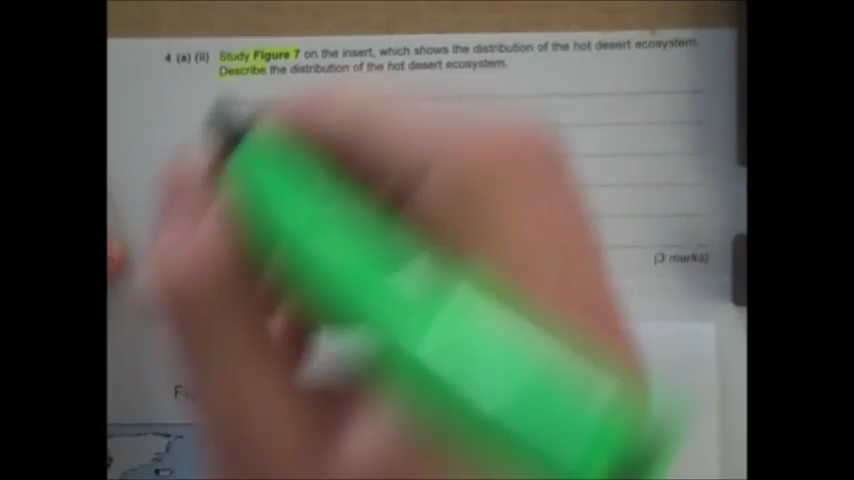 4 (a) (ii) Study Figure 7 on the insert, which shows the distribution of the hot desert ecosystem.
Describe the distribution of the hot desert ecosystem.
(3 marks)